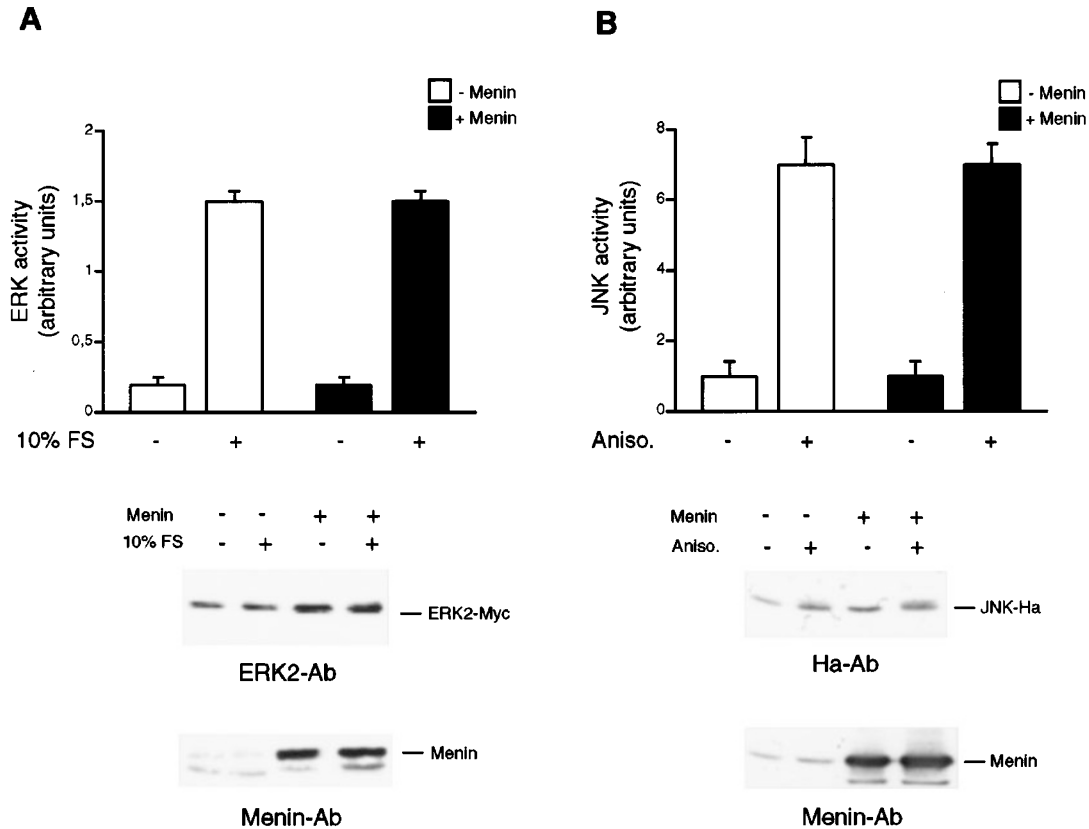 A
- Menin
+ Menin
ERK activity
(arbitrary units)
2
1,5
1
0,5
0
10% FS - + - +
Menin - - + +
10% FS - + - +
ERK2-Myc
ERK2-Ab
Menin
Menin-Ab
B
- Menin
+ Menin
JNK activity
(arbitrary units)
8
6
4
2
0
Aniso. - + - +
Menin - - + +
Aniso. - + - +
JNK-Ha
Ha-Ab
Menin
Menin-Ab